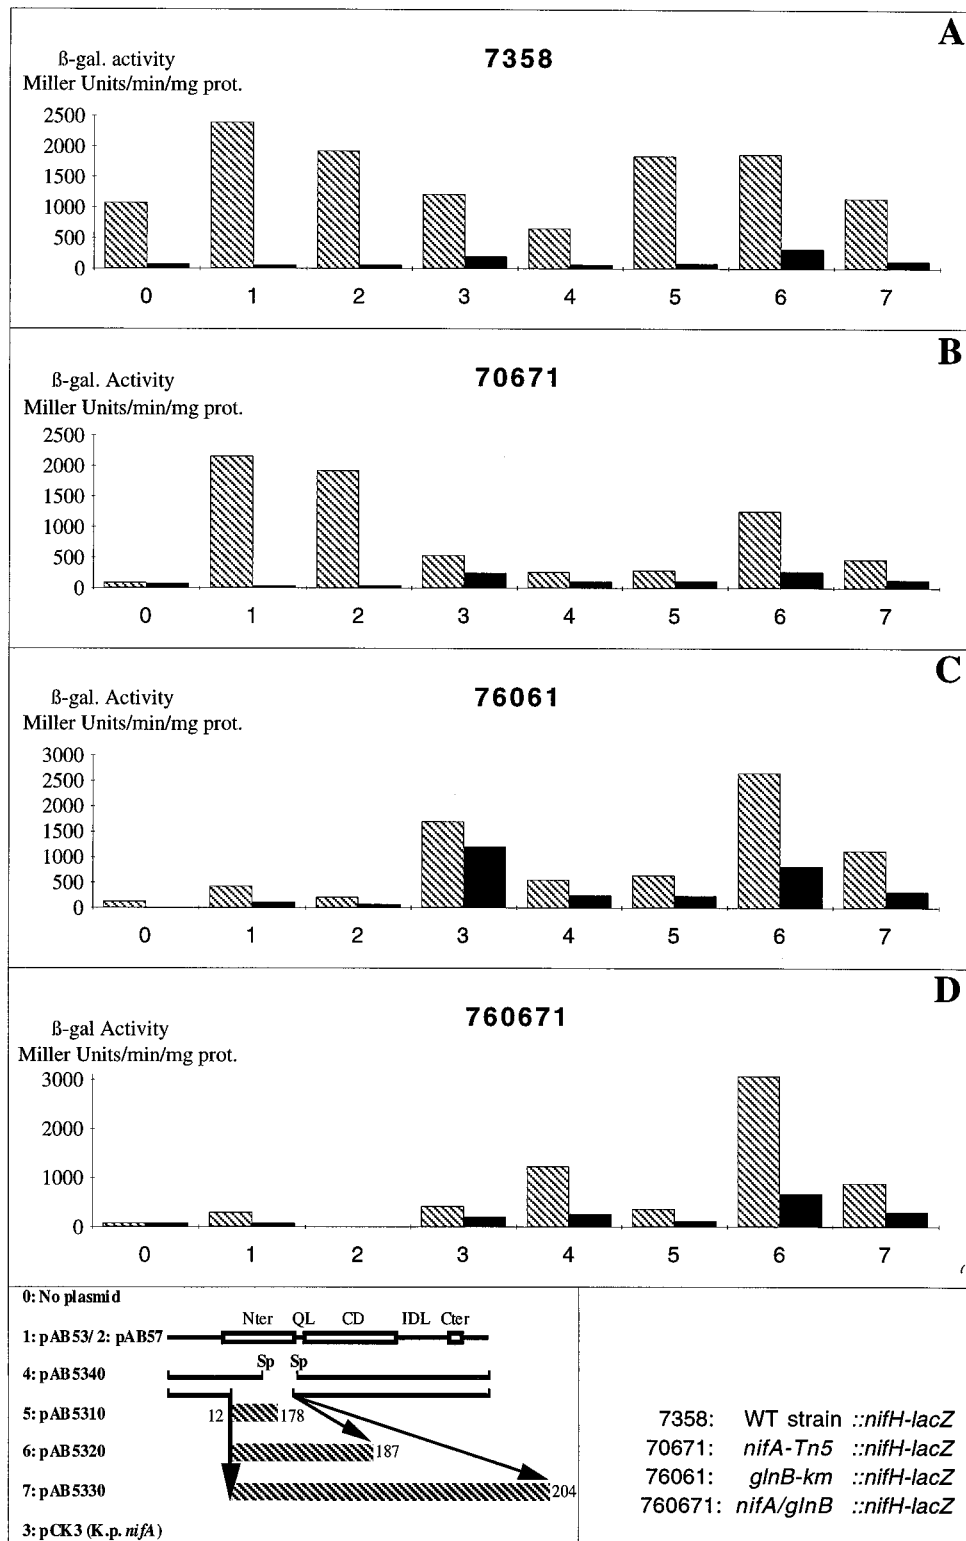 A
ß-gal. activity
7358
Miller Units/min/mg prot.
2500
2000
1500
1000
500
0
0 1 2 3 4 5 6 7
B
ß-gal. Activity
70671
Miller Units/min/mg prot.
2500
2000
1500
1000
500
0
0 1 2 3 4 5 6 7
C
ß-gal. Activity
76061
Miller Units/min/mg prot.
3000
2500
2000
1500
1000
500
0
0 1 2 3 4 5 6 7
D
ß-gal Activity
760671
Miller Units/min/mg prot.
3000
2000
1000
0
0 1 2 3 4 5 6 7
0: No plasmid
Nter QL CD IDL Cter
1: pAB53/ 2: pAB57
Sp Sp
4: pAB5340
5: pAB5310 12 178
6: pAB5320 187
7: pAB5330 204
3: pCK3 (K.p. nifA)
7358: WT strain ::nifH-lacZ
70671: nifA-Tn5 ::nifH-lacZ
76061: glnB-km ::nifH-lacZ
760671: nifA/glnB ::nifH-lacZ